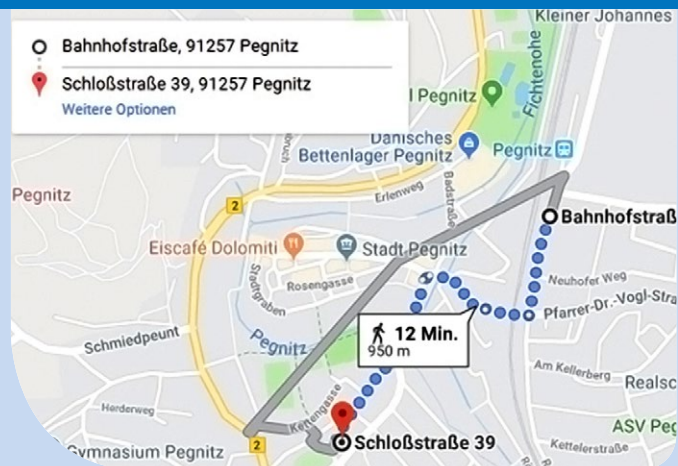 Bahnhofstraße, 91257 Pegnitz
Schloßstraße 39, 91257 Pegnitz
Weitere Optionen
Kleiner Johannes
l Pegnitz
Fichtenohe
Dänisches
Bettenlager Pegnitz
Pegnitz
Pegnitz
Erlenweg
Badstraße
2
Bahnhofstraß
Eiscafé Dolomiti
Stadt Pegnitz
Stadtgraben
Rosengasse
Neuhofer Weg
Pfarrer-Dr.-Vogl-Stra
Pegnitz
12 Min.
950 m
Schmiedpeunt
Am Kellerberg
Realsc
Kettengasse
Herderweg
ASV Peg
2
Schloßstraße 39
Gymnasium Pegnitz
Kettelerstraße